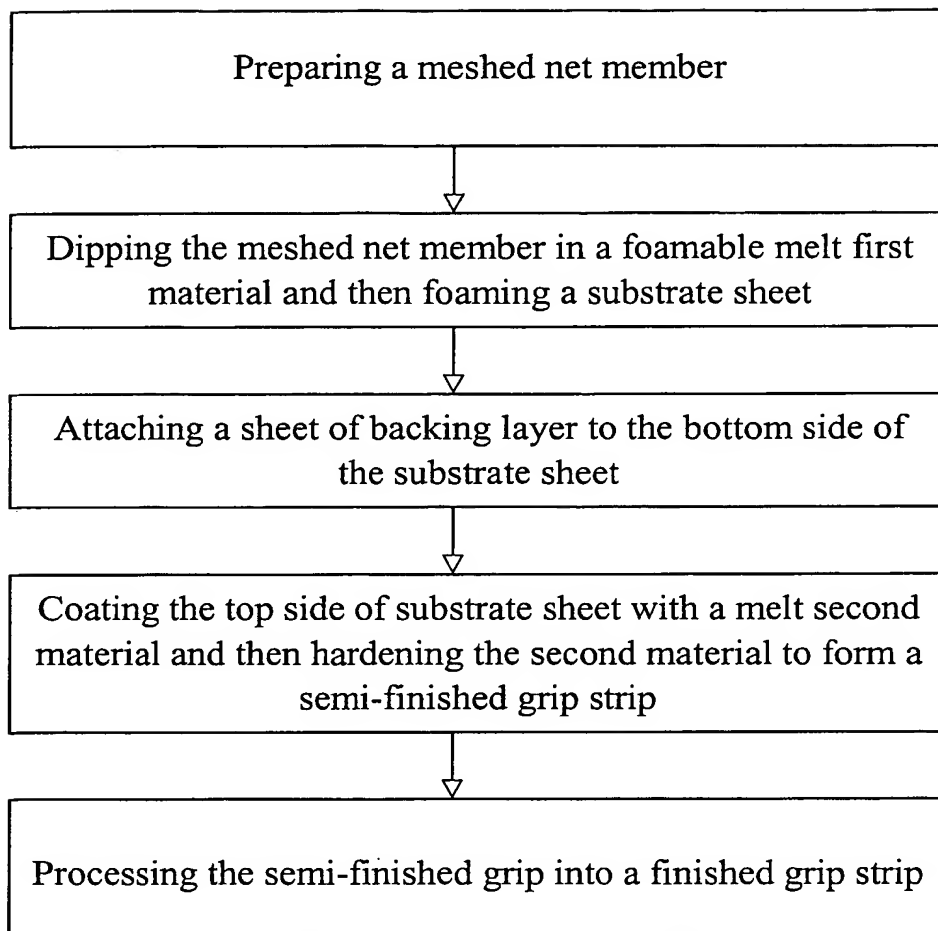 Preparing a meshed net member
Dipping the meshed net member in a foamable melt first
material and then foaming a substrate sheet
Attaching a sheet of backing layer to the bottom side of
the substrate sheet
Coating the top side of substrate sheet with a melt second
material and then hardening the second material to form a
semi-finished grip strip
Processing the semi-finished grip into a finished grip strip